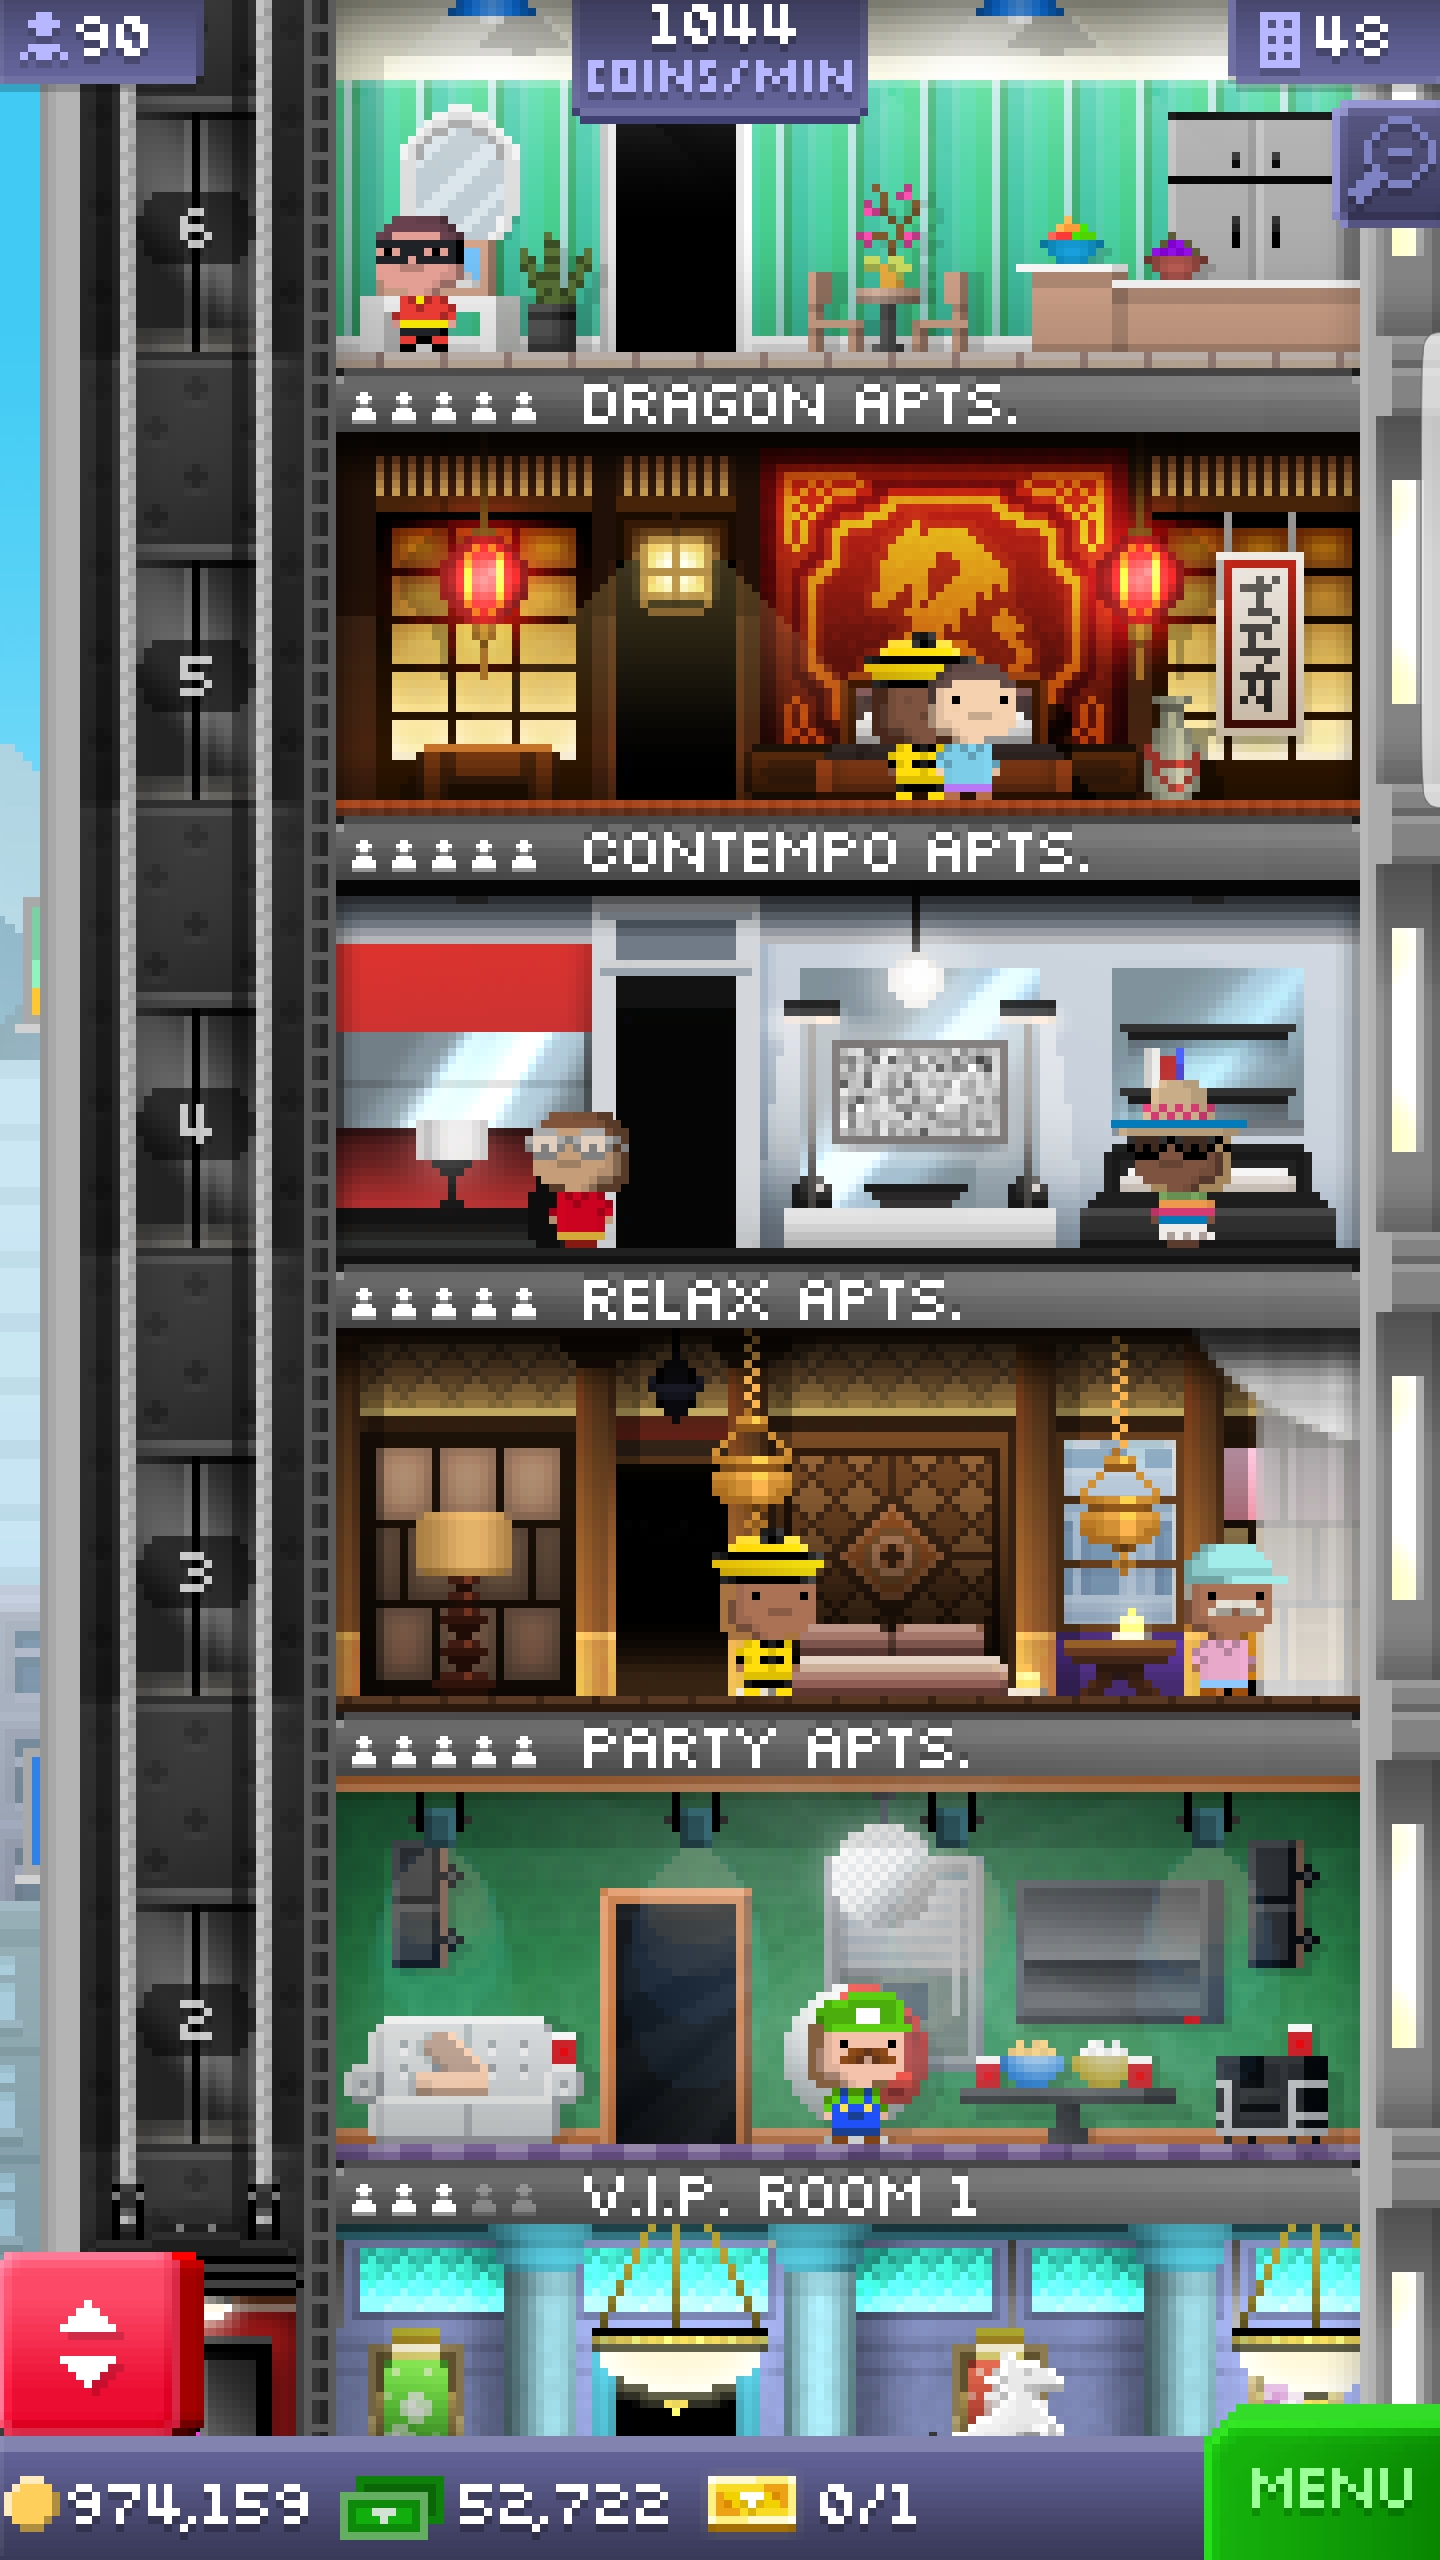 90
1044
COINS/MIN
48
6
DRAGON APTS.
5
CONTEMPO APTS.
4
RELAX APTS.
3
PARTY APTS.
2
V.I.P. ROOM 1
974,159
52,722
0/1
MENU